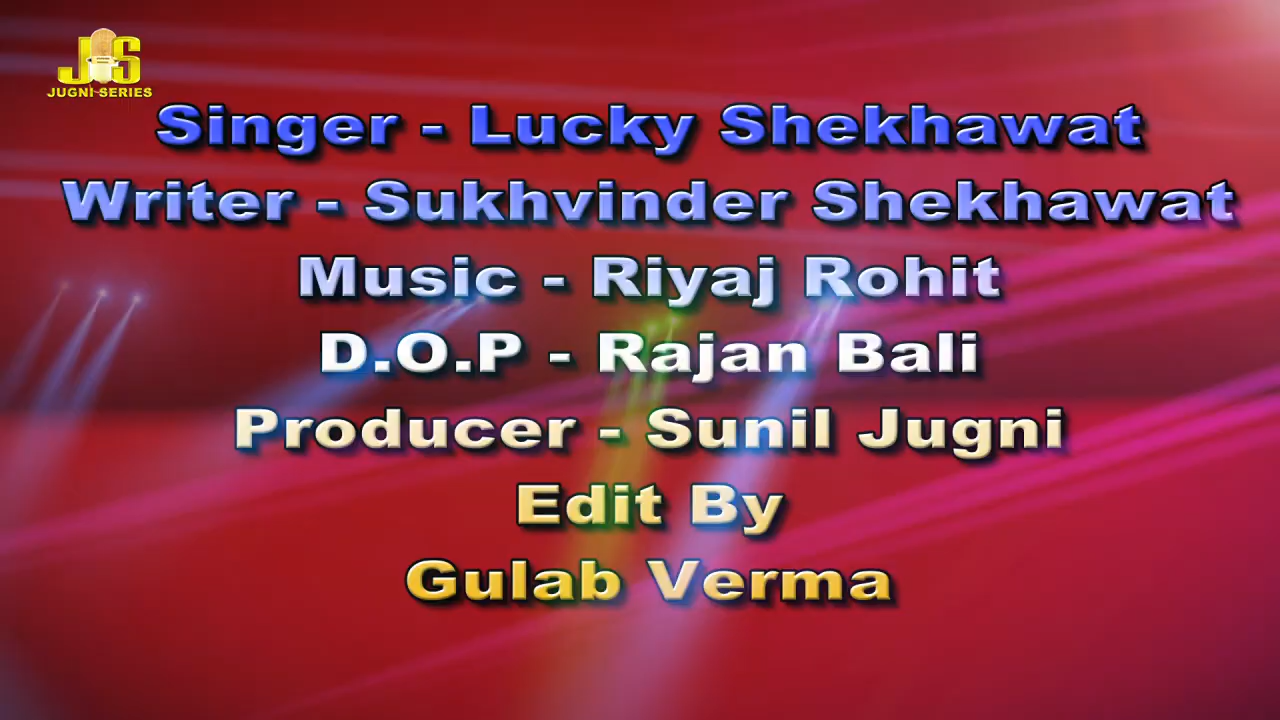 JS
JUGNI SERIES
Singer - Lucky Shekhawat
Writer - Sukhvinder Shekhawat
Music - Riyaj Rohit
D.O.P - Rajan Bali
Producer - Sunil Jugni
Edit By
Gulab Verma